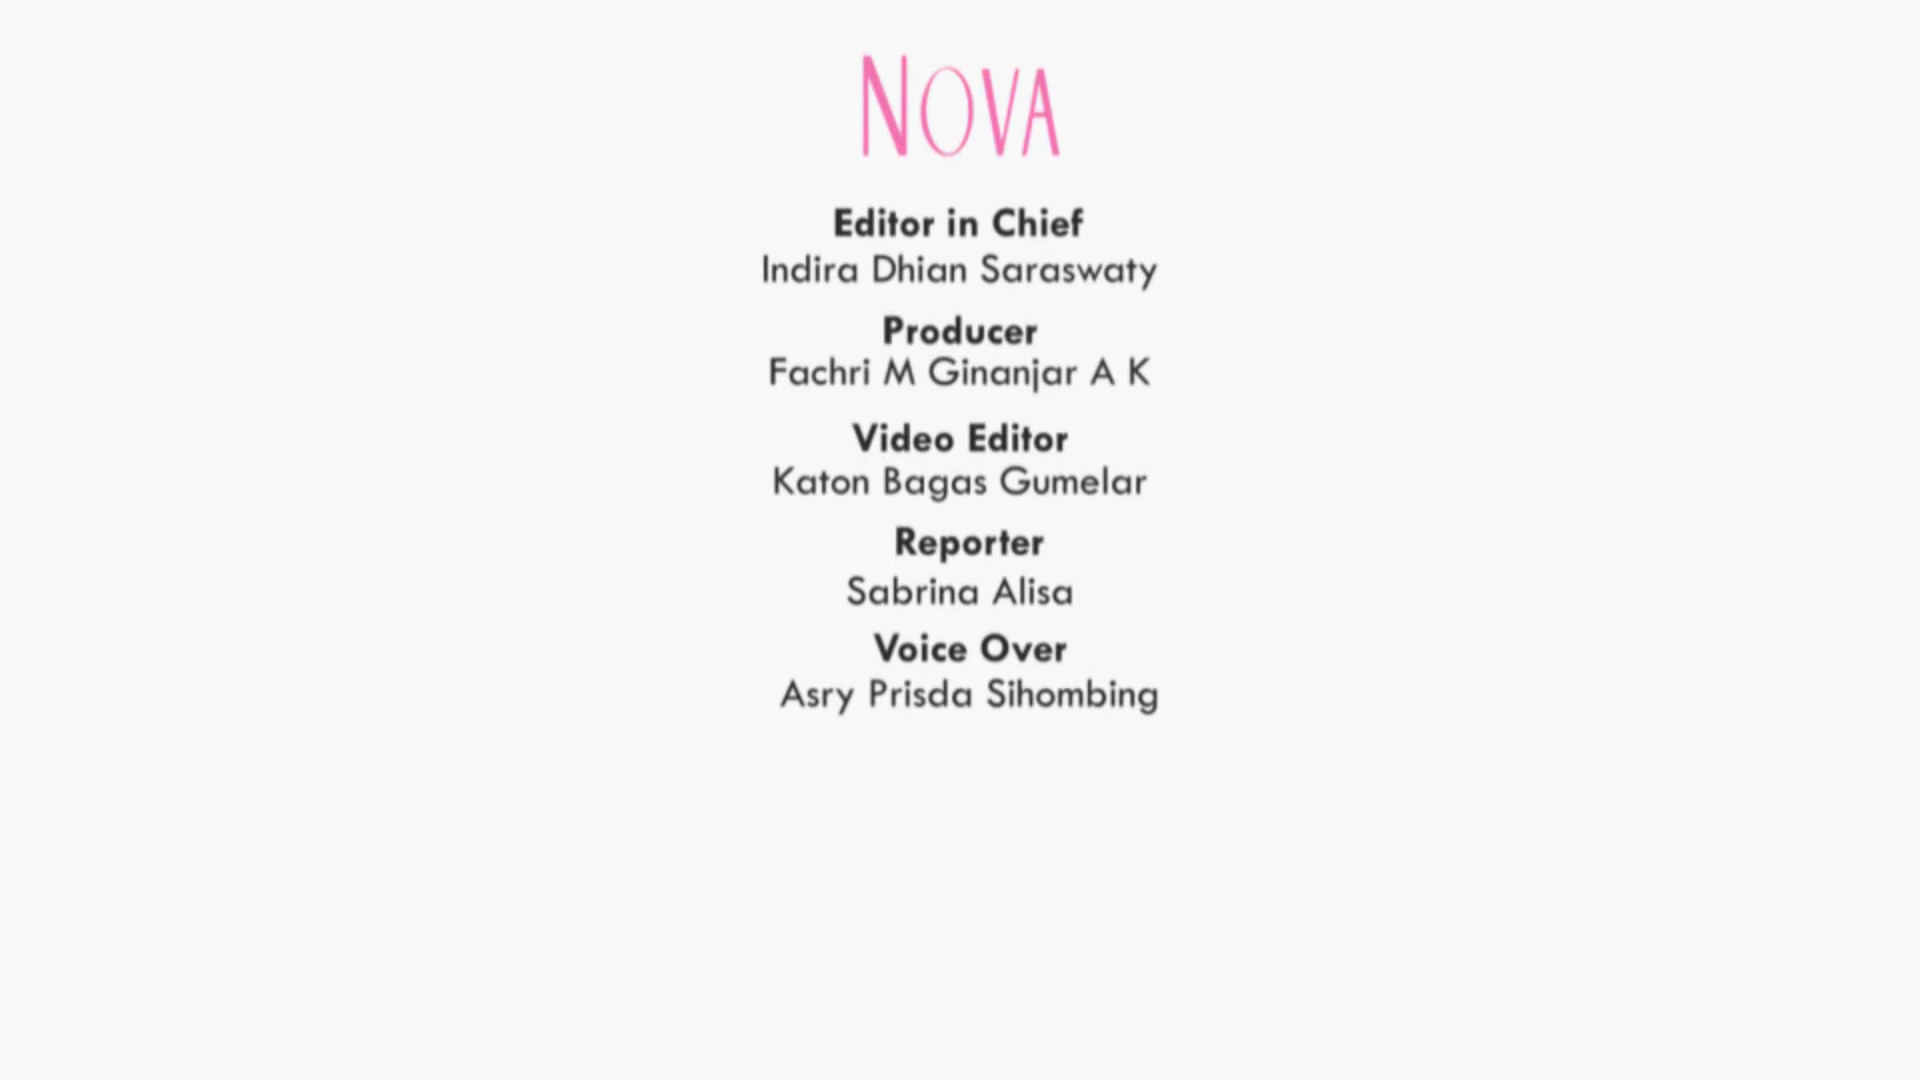 NOVA
Editor in Chief
Indira Dhian Saraswaty
Producer
Fachri M Ginanjar A K
Video Editor
Katon Bagas Gumelar
Reporter
Sabrina Alisa
Voice Over
Asry Prisda Sihombing